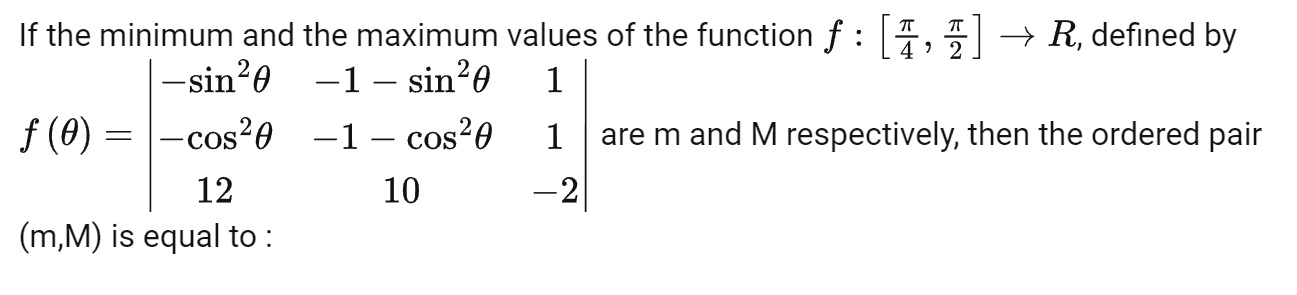 If the minimum and the maximum values of the function f : [π/4, π/2] → R, defined by
f (θ) = | −sin²θ −1 − sin²θ 1 |
| −cos²θ −1 − cos²θ 1 | are m and M respectively, then the ordered pair
| 12 10 −2 |
(m,M) is equal to :